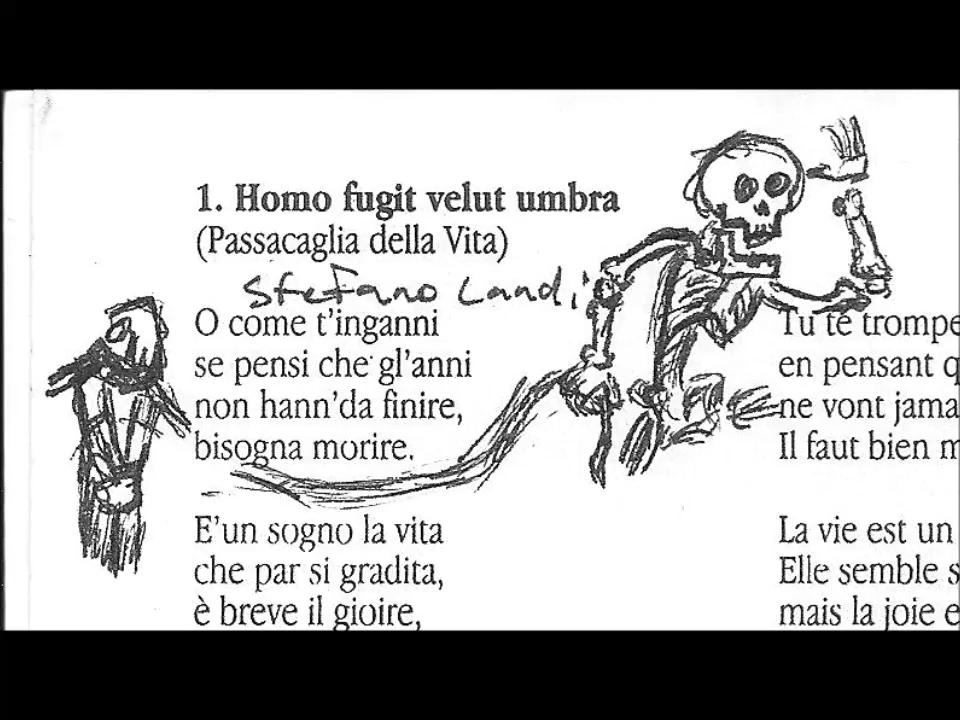 1. Homo fugit velut umbra
(Passacaglia della Vita)
Stefano Landi
O come t'inganni
se pensi che gl'anni
non hann'da finire,
bisogna morire.
E'un sogno la vita
che par si gradita,
è breve il gioire,
Tu te trompe
en pensant q
ne vont jama
Il faut bien m
La vie est un
Elle semble s
mais la joie e